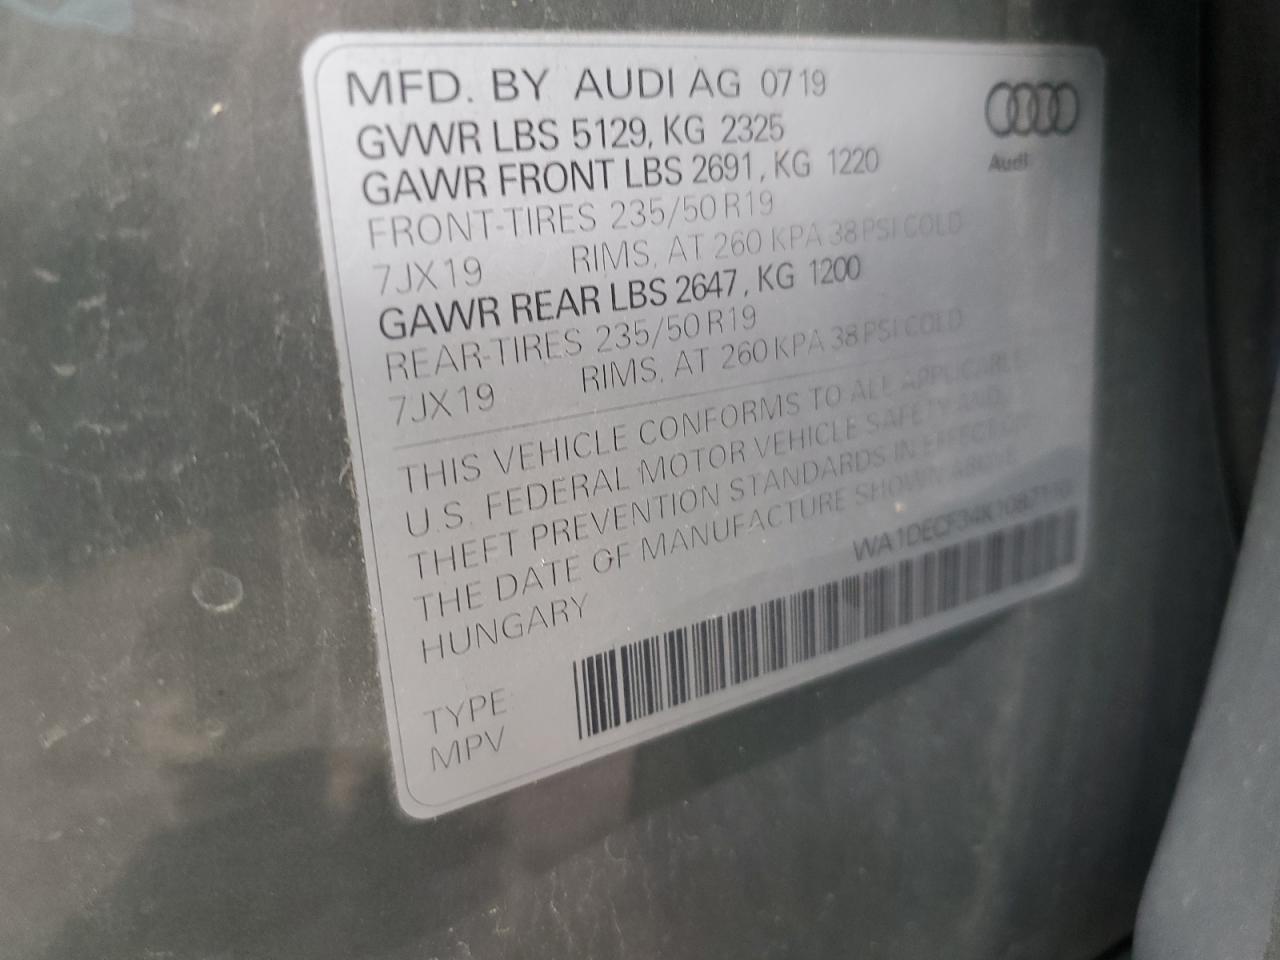 MFD. BY AUDI AG 07 19
GVWR LBS 5129, KG 2325
GAWR FRONT LBS 2691, KG 1220
FRONT-TIRES 235/50 R19
7JX19 RIMS, AT 260 KPA 38 PSI COLD
GAWR REAR LBS 2647, KG 1200
REAR-TIRES 235/50 R19
7JX19 RIMS, AT 260 KPA 38 PSI COLD
THIS VEHICLE CONFORMS TO ALL APPLICABLE
U.S. FEDERAL MOTOR VEHICLE SAFETY AND
THEFT PREVENTION STANDARDS IN EFFECT ON
THE DATE OF MANUFACTURE SHOWN ABOVE
HUNGARY
TYPE
MPV
Audi